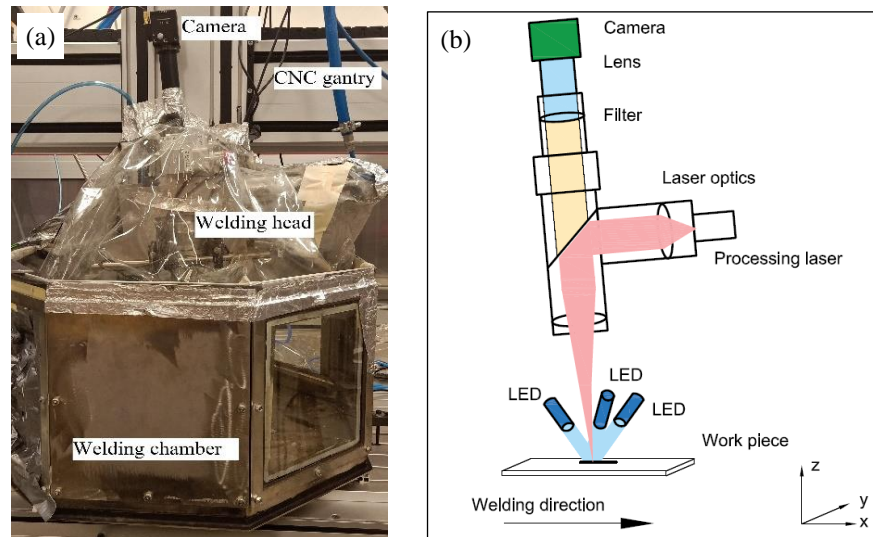 (a)
Camera
CNC gantry
Welding head
Welding chamber
(b)
Camera
Lens
Filter
Laser optics
Processing laser
LED
LED
LED
Work piece
Welding direction
z
y
x